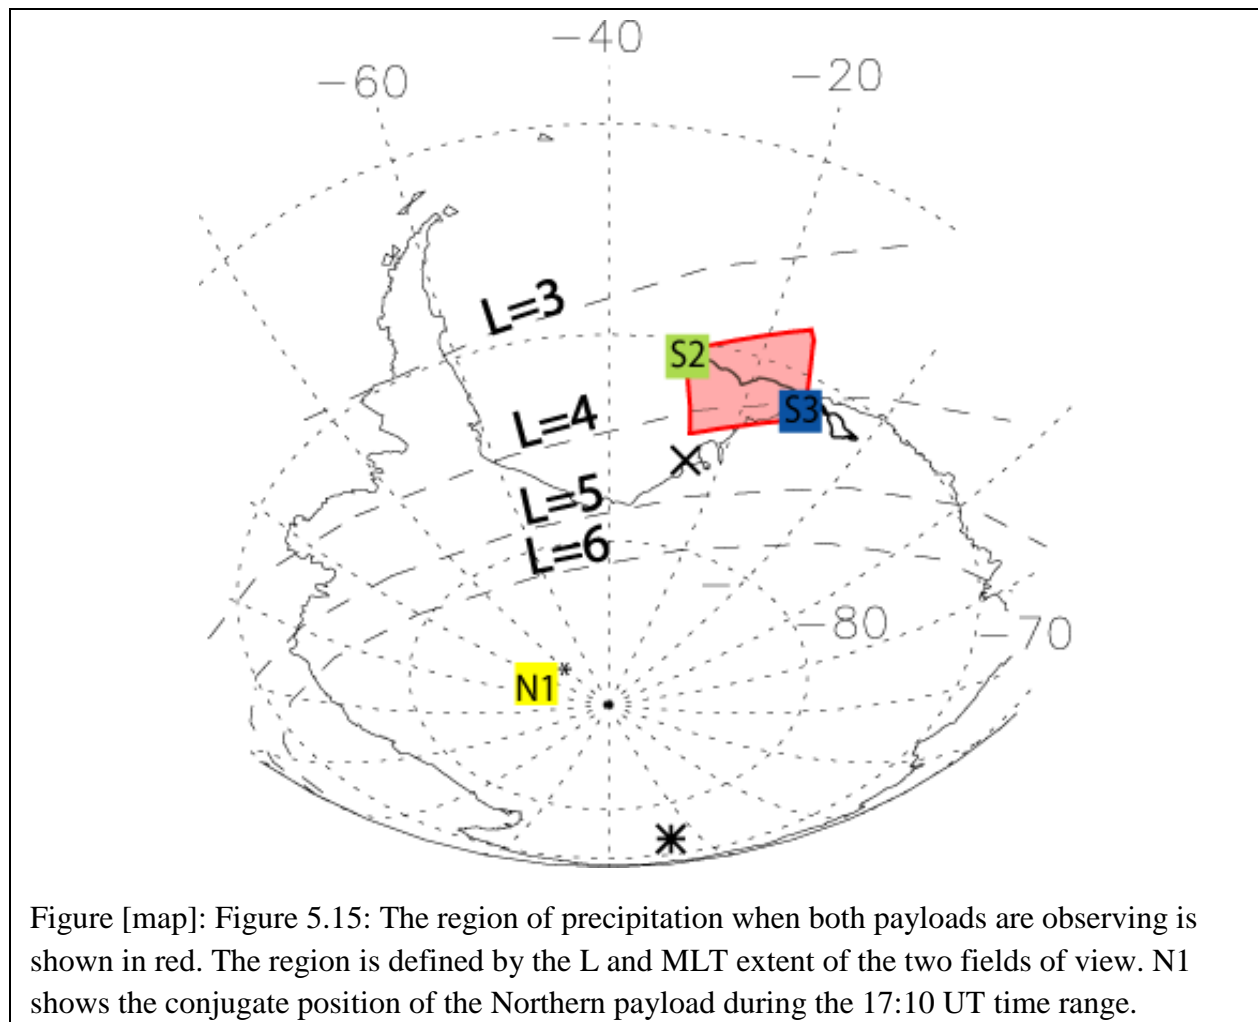 −40
−60
−20
L=3
S2
S3
L=4
L=5
L=6
−80
−70
N1
Figure [map]: Figure 5.15: The region of precipitation when both payloads are observing is
shown in red. The region is defined by the L and MLT extent of the two fields of view. N1
shows the conjugate position of the Northern payload during the 17:10 UT time range.